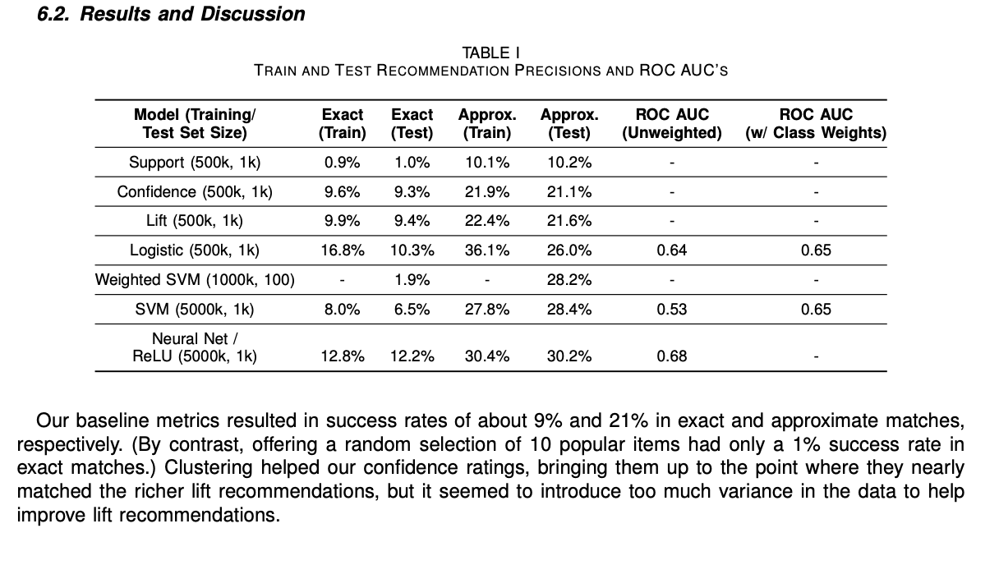 6.2. Results and Discussion
TABLE I
TRAIN AND TEST RECOMMENDATION PRECISIONS AND ROC AUC'S
Model (Training/ Test Set Size) Exact (Train) Exact (Test) Approx. (Train) Approx. (Test) ROC AUC (Unweighted) ROC AUC (w/ Class Weights)
Support (500k, 1k) 0.9% 1.0% 10.1% 10.2% - -
Confidence (500k, 1k) 9.6% 9.3% 21.9% 21.1% - -
Lift (500k, 1k) 9.9% 9.4% 22.4% 21.6% - -
Logistic (500k, 1k) 16.8% 10.3% 36.1% 26.0% 0.64 0.65
Weighted SVM (1000k, 100) - 1.9% - 28.2% - -
SVM (5000k, 1k) 8.0% 6.5% 27.8% 28.4% 0.53 0.65
Neural Net /
ReLU (5000k, 1k) 12.8% 12.2% 30.4% 30.2% 0.68 -
Our baseline metrics resulted in success rates of about 9% and 21% in exact and approximate matches,
respectively. (By contrast, offering a random selection of 10 popular items had only a 1% success rate in
exact matches.) Clustering helped our confidence ratings, bringing them up to the point where they nearly
matched the richer lift recommendations, but it seemed to introduce too much variance in the data to help
improve lift recommendations.